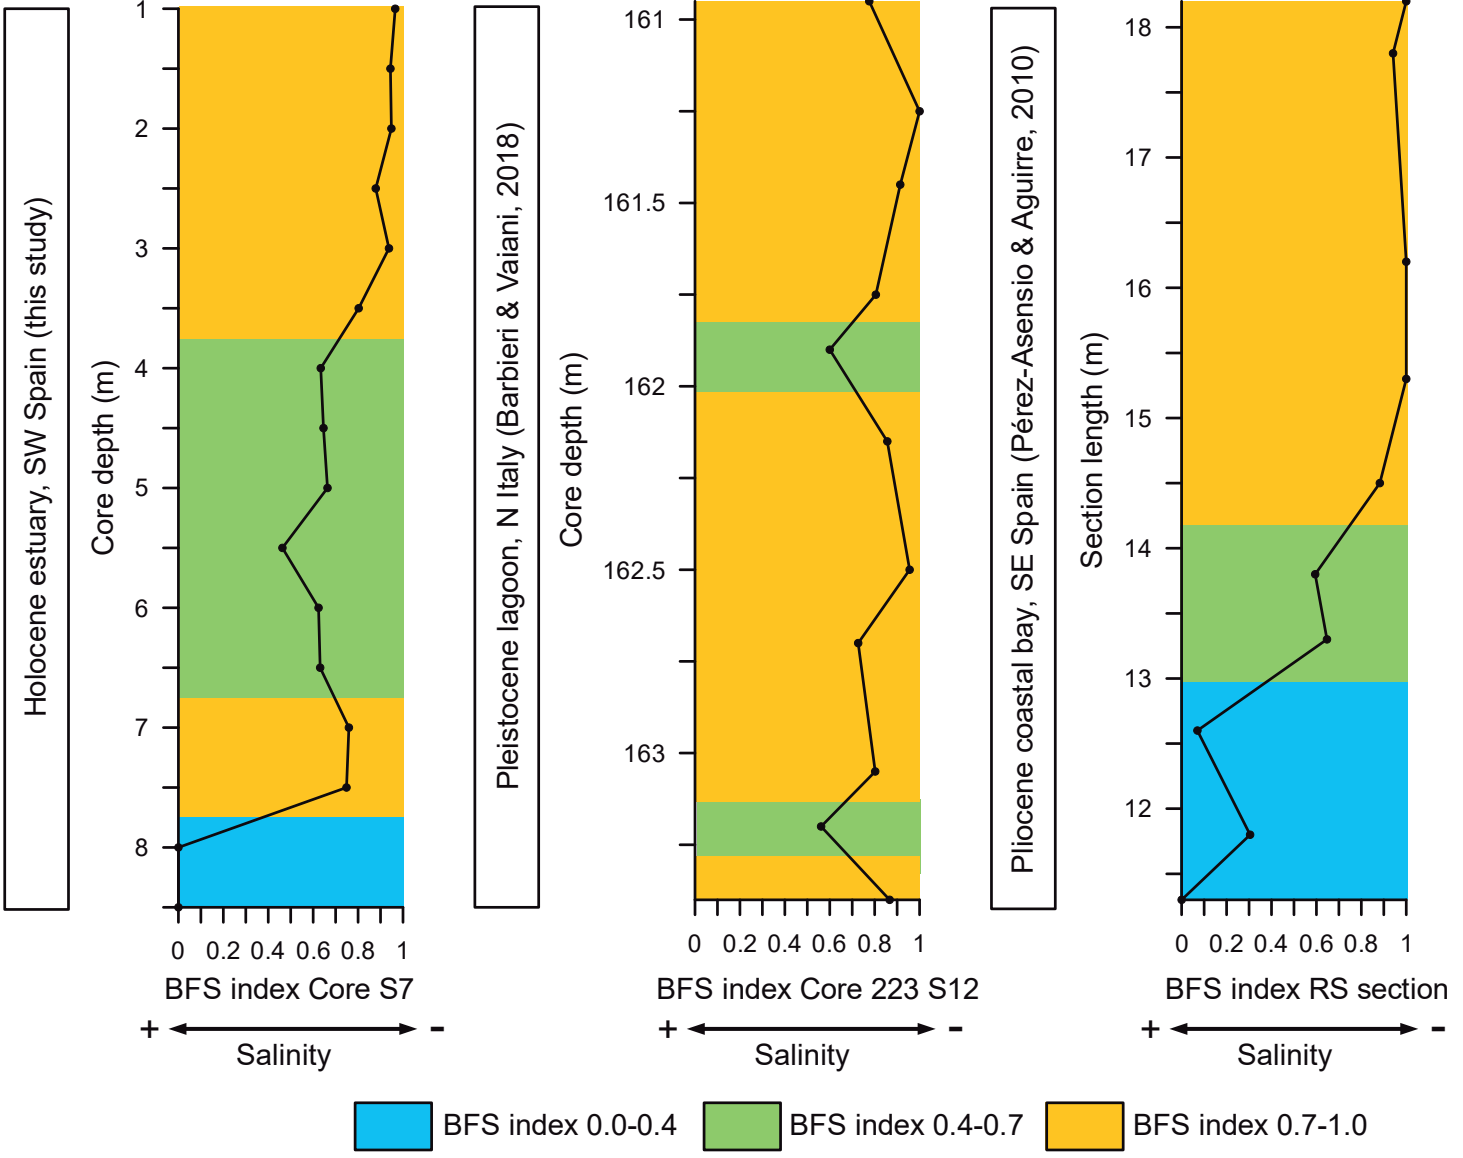 Holocene estuary, SW Spain (this study)
Core depth (m)
1
2
3
4
5
6
7
8
0 0.2 0.4 0.6 0.8 1
BFS index Core S7
+ -
Salinity
Pleistocene lagoon, N Italy (Barbieri & Vaiani, 2018)
Core depth (m)
161
161.5
162
162.5
163
0 0.2 0.4 0.6 0.8 1
BFS index Core 223 S12
+ -
Salinity
Pliocene coastal bay, SE Spain (Pérez-Asensio & Aguirre, 2010)
Section length (m)
18
17
16
15
14
13
12
0 0.2 0.4 0.6 0.8 1
BFS index RS section
+ -
Salinity
BFS index 0.0-0.4
BFS index 0.4-0.7
BFS index 0.7-1.0